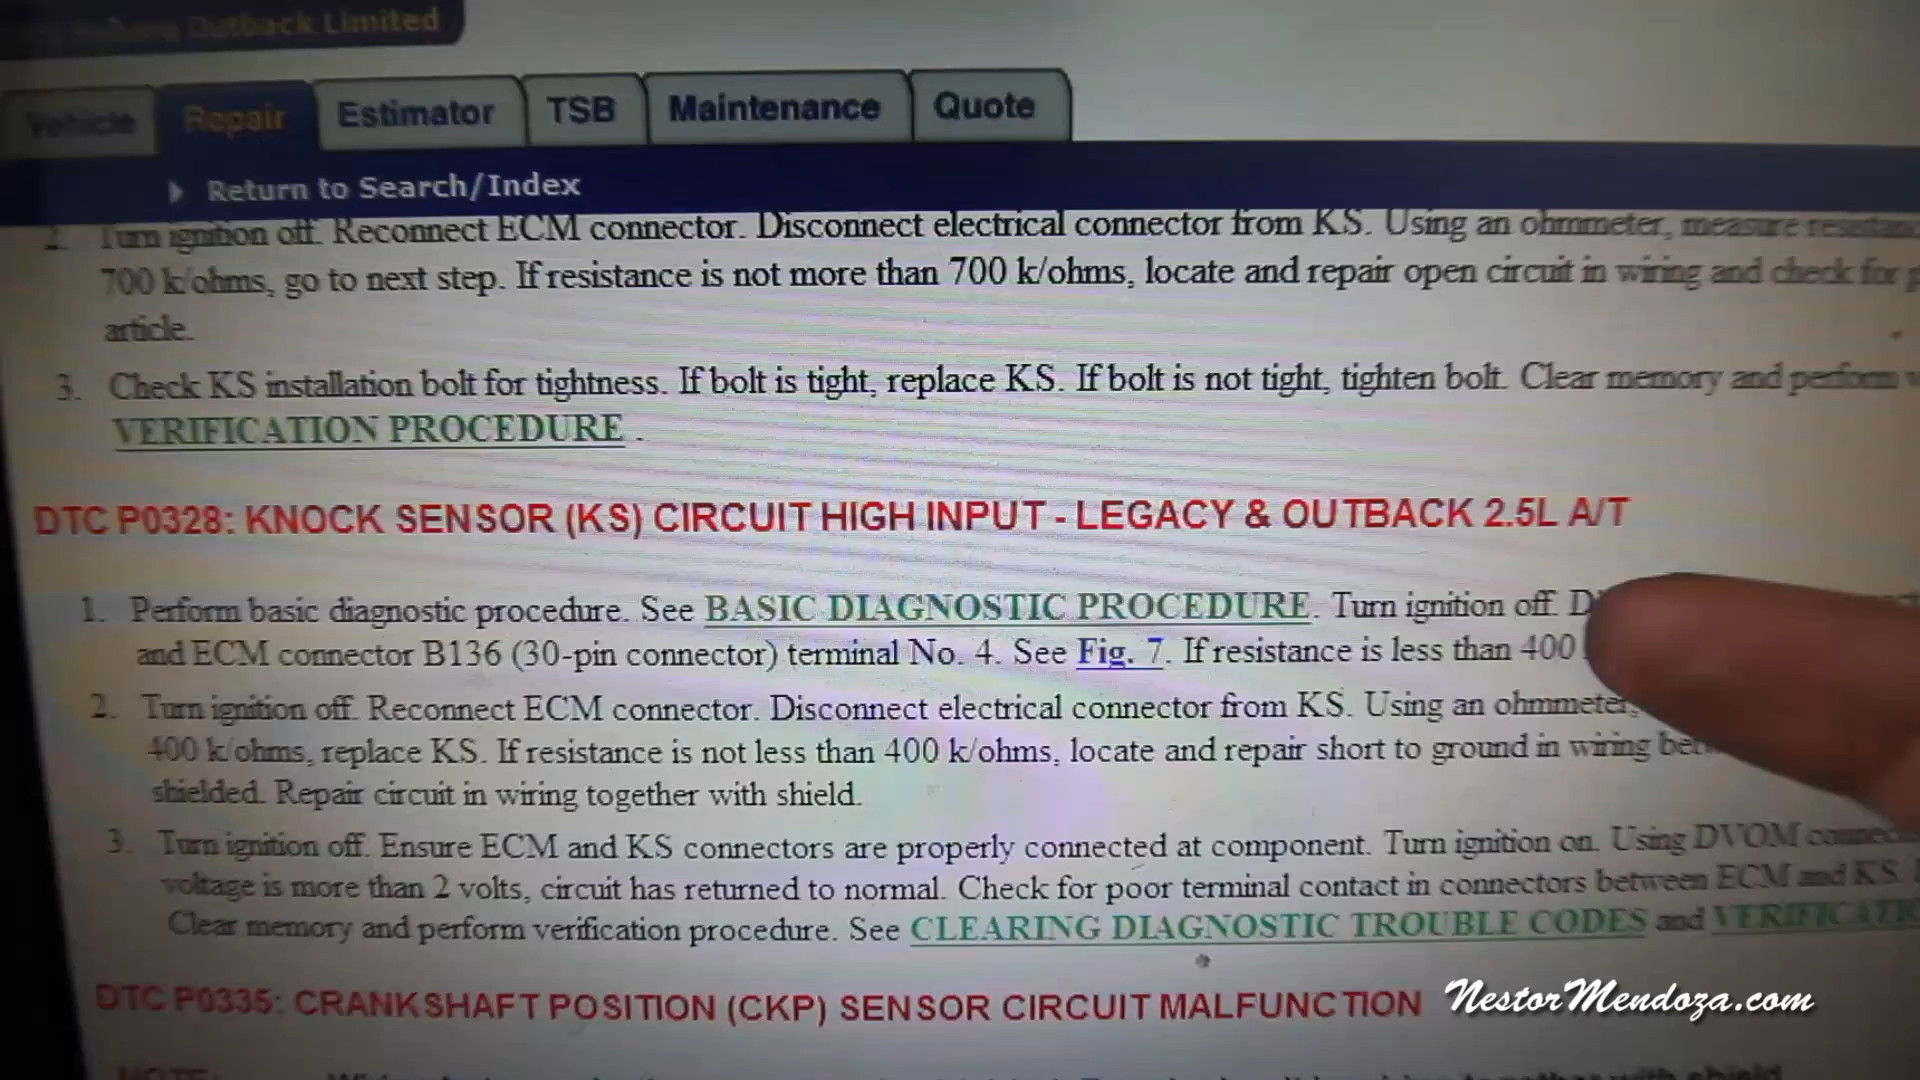 Outback Limited
Vehicle Repair Estimator TSB Maintenance Quote
Return to Search/Index
2. Turn ignition off. Reconnect ECM connector. Disconnect electrical connector from KS. Using an ohmmeter, measure
700 k/ohms, go to next step. If resistance is not more than 700 k/ohms, locate and repair open circuit in wiring and check for
article.
3. Check KS installation bolt for tightness. If bolt is tight, replace KS. If bolt is not tight, tighten bolt. Clear memory and perform
VERIFICATION PROCEDURE .
DTC P0328: KNOCK SENSOR (KS) CIRCUIT HIGH INPUT - LEGACY & OUTBACK 2.5L A/T
1. Perform basic diagnostic procedure. See BASIC DIAGNOSTIC PROCEDURE. Turn ignition off.
and ECM connector B136 (30-pin connector) terminal No. 4. See Fig. 7. If resistance is less than 400
2. Turn ignition off. Reconnect ECM connector. Disconnect electrical connector from KS. Using an ohmmeter,
400 k/ohms, replace KS. If resistance is not less than 400 k/ohms, locate and repair short to ground in wiring
shielded. Repair circuit in wiring together with shield.
3. Turn ignition off. Ensure ECM and KS connectors are properly connected at component. Turn ignition on. Using DVOM
voltage is more than 2 volts, circuit has returned to normal. Check for poor terminal contact in connectors between ECM and KS.
Clear memory and perform verification procedure. See CLEARING DIAGNOSTIC TROUBLE CODES and
DTC P0335: CRANKSHAFT POSITION (CKP) SENSOR CIRCUIT MALFUNCTION
NestorMendoza.com